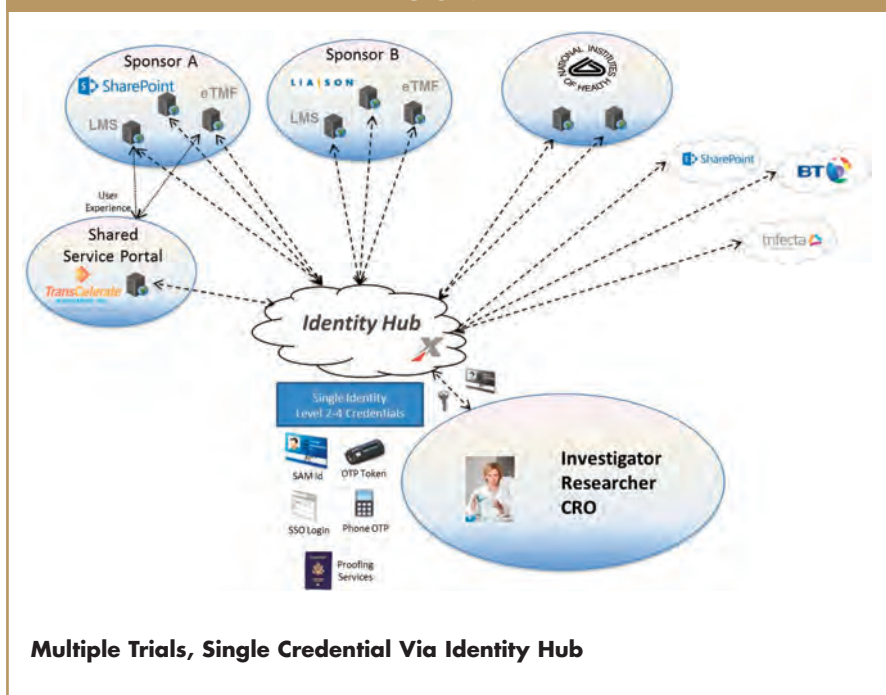 Sponsor A
SharePoint
eTMF
LMS
Sponsor B
LIAISON
eTMF
LMS
NATIONAL INSTITUTES
OF HEALTH
SharePoint
BT
trifecta
User
Experience
Shared
Service Portal
TransCelerate
Identity Hub
X
Single Identity
Level 2-4 Credentials
SAM Id
OTP Token
SSO Login
Phone OTP
Proofing
Services
Investigator
Researcher
CRO
Multiple Trials, Single Credential Via Identity Hub